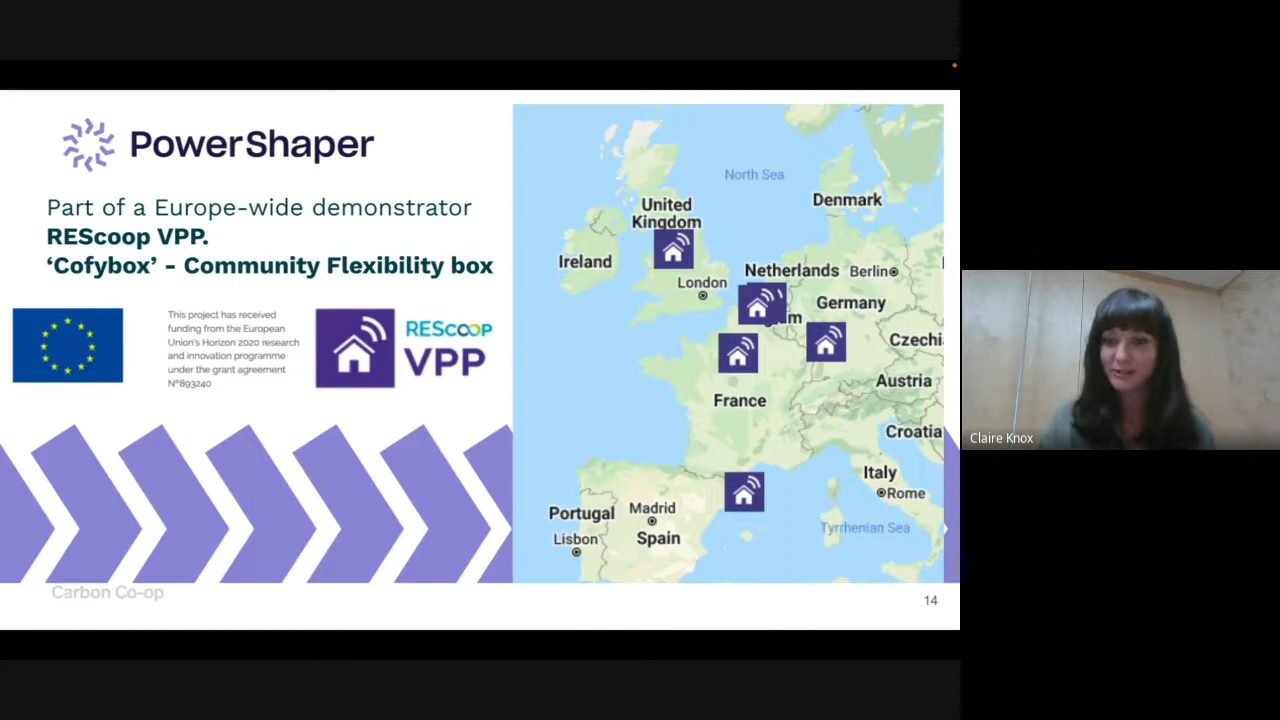 PowerShaper
Part of a Europe-wide demonstrator
REScoop VPP.
‘Cofybox’ - Community Flexibility box
This project has received
funding from the European
Union's Horizon 2020 research
and innovation programme
under the grant agreement
N°893240
REScoop
VPP
Carbon Co-op
North Sea
United
Kingdom
Denmark
Ireland
London
Netherlands
Berlin
Germany
Czechi
France
Austria
Croatia
Italy
Rome
Portugal
Madrid
Lisbon
Spain
Tyrrhenian Sea
14
Claire Knox